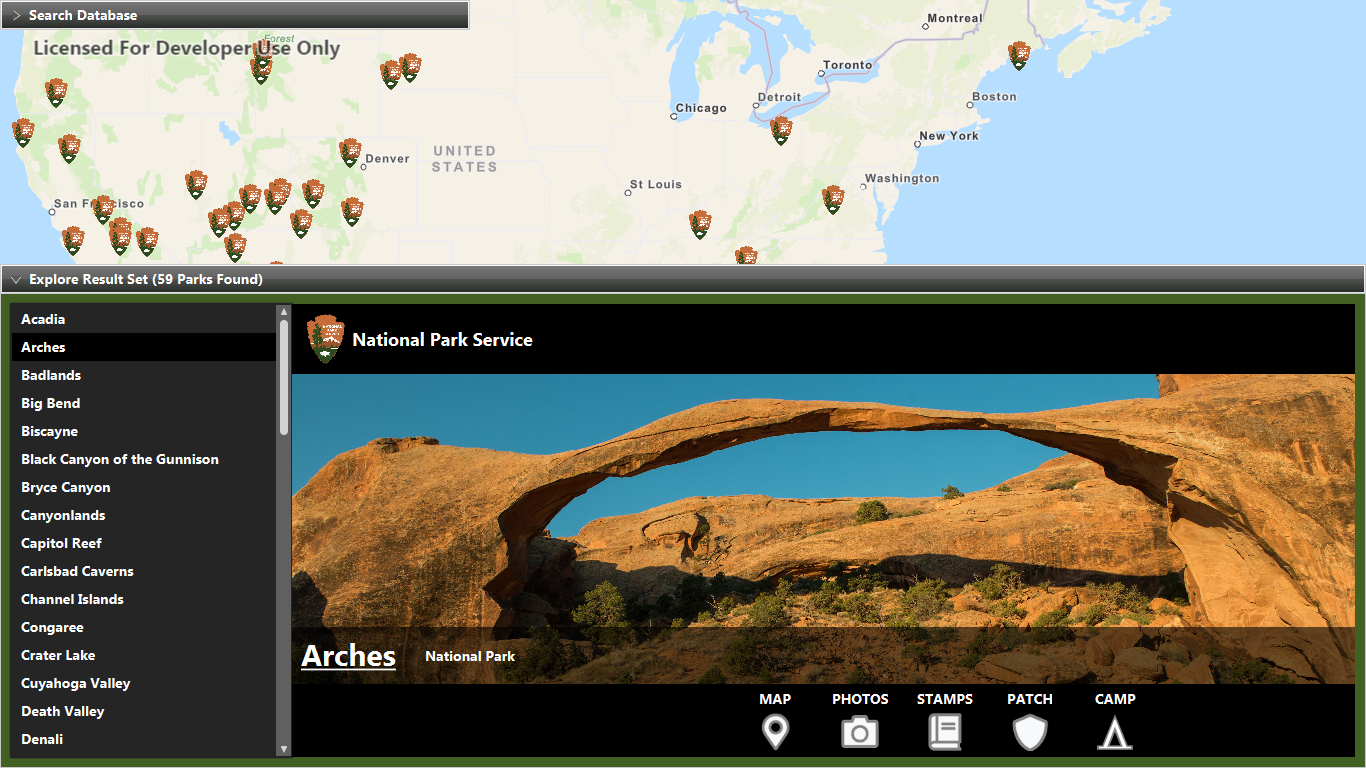 Search Database
Licensed For Developer Use Only
Forest
Montreal
Toronto
Detroit
Boston
Chicago
New York
UNITED
STATES
Denver
Washington
St Louis
San Francisco
Explore Result Set (59 Parks Found)
Acadia
Arches
Badlands
Big Bend
Biscayne
Black Canyon of the Gunnison
Bryce Canyon
Canyonlands
Capitol Reef
Carlsbad Caverns
Channel Islands
Congaree
Crater Lake
Cuyahoga Valley
Death Valley
Denali
NATIONAL
PARK
SERVICE
National Park Service
Arches
National Park
MAP PHOTOS STAMPS PATCH CAMP